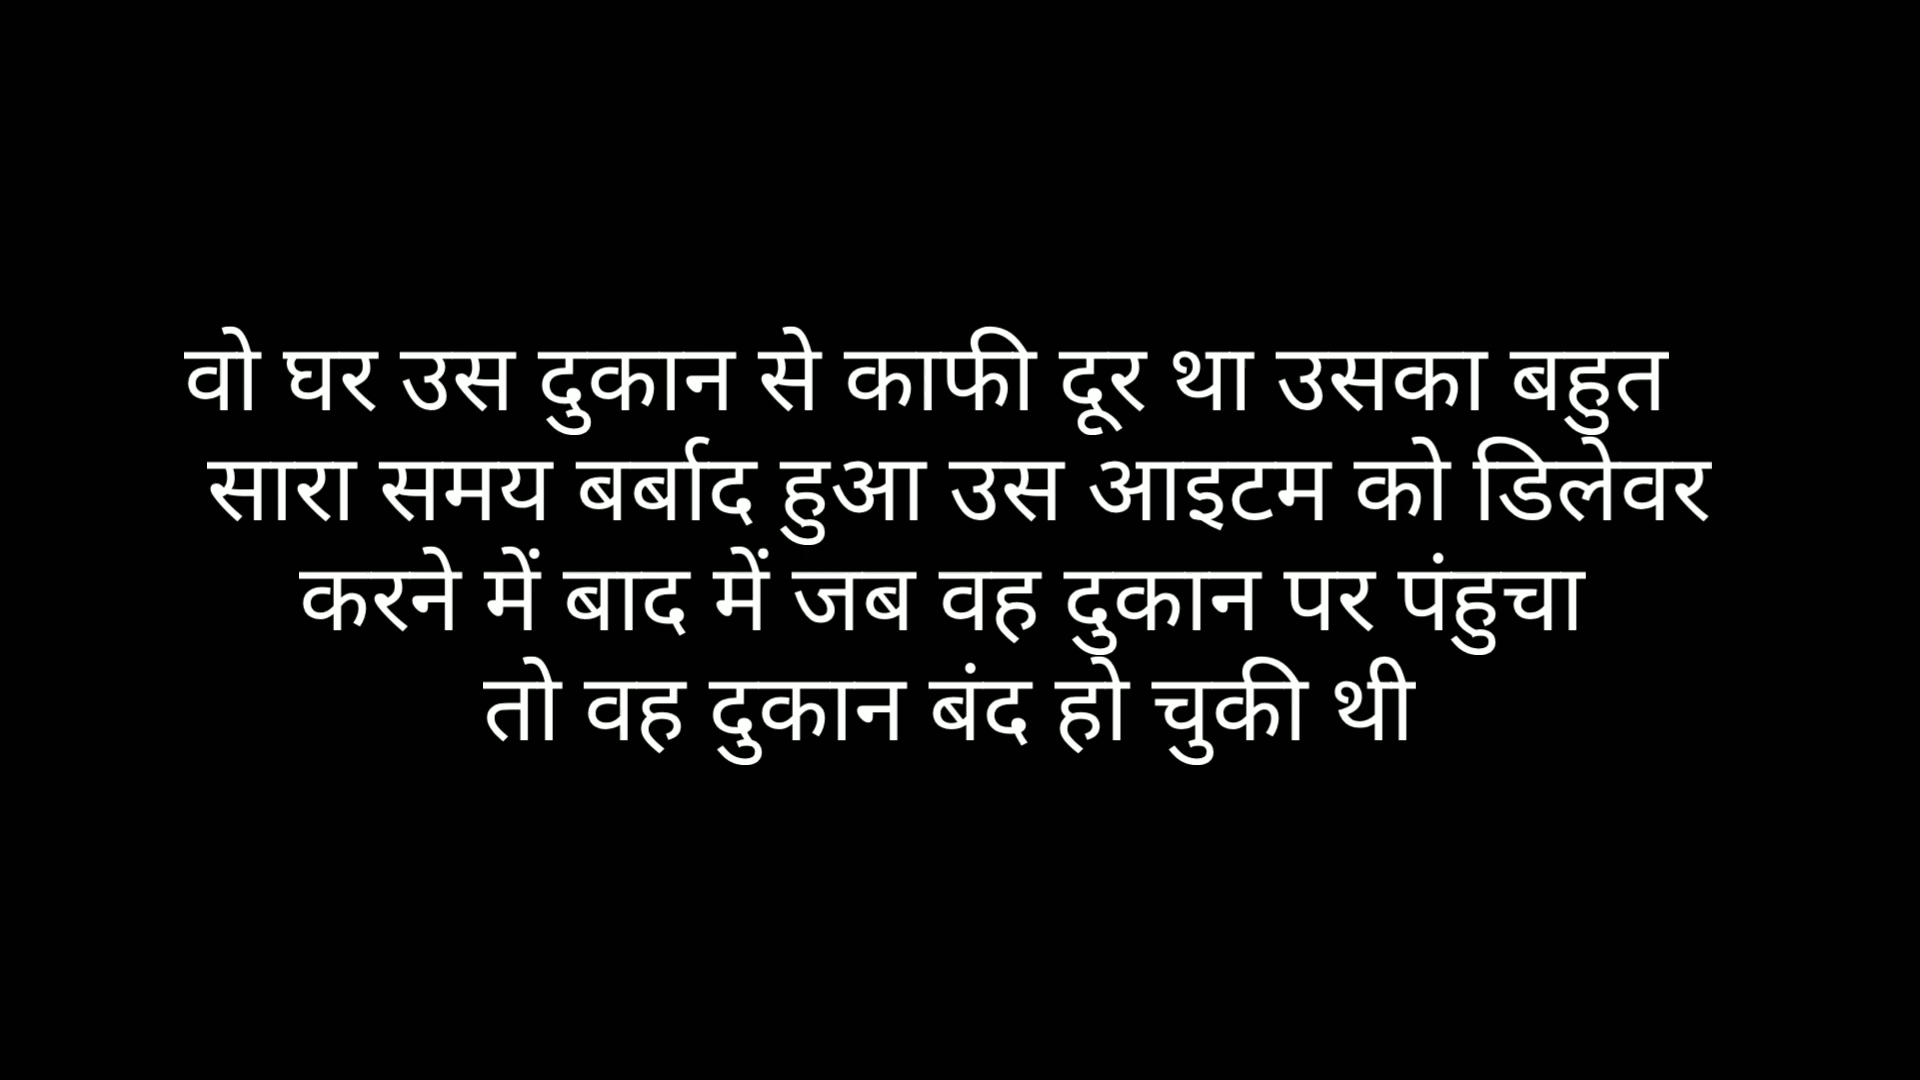 वो घर उस दुकान से काफी दूर था उसका बहुत
सारा समय बर्बाद हुआ उस आइटम को डिलेवर
करने में बाद में जब वह दुकान पर पंहुचा
तो वह दुकान बंद हो चुकी थी